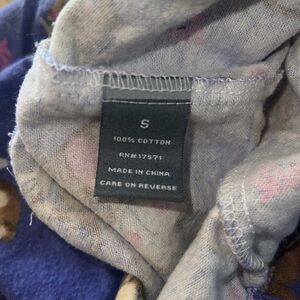 S
100% COTTON
RN#17571
MADE IN CHINA
CARE ON REVERSE